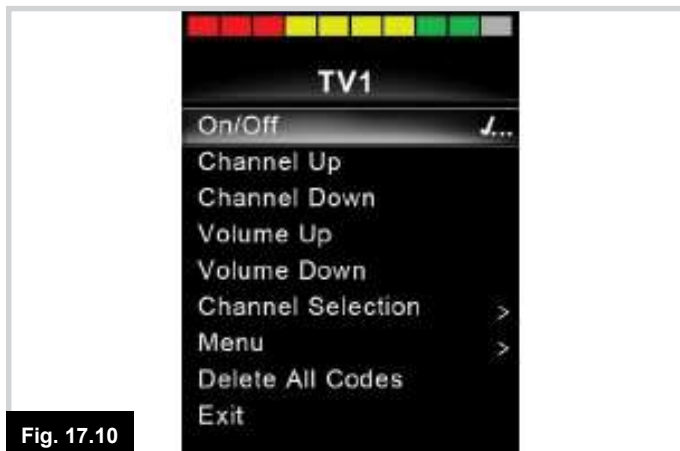 TV1
On/Off ✓...
Channel Up
Channel Down
Volume Up
Volume Down
Channel Selection >
Menu >
Delete All Codes
Exit
Fig. 17.10